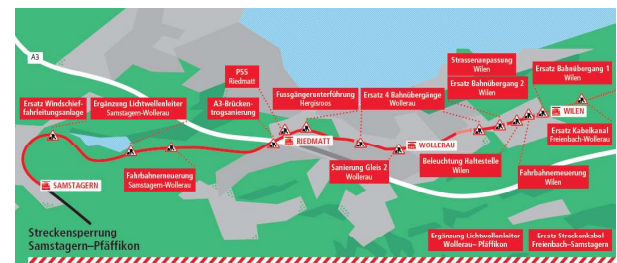 A3
P55
Riedmatt
Strassenanpassung
Wilen
Ersatz Bahnübergang 1
Wilen
Fussgängerunterführung
Hergisroos
Ersatz Bahnübergang 2
Wilen
Ersatz Windschief-
fahrleitungsanlage
Ergänzung Lichtwellenleiter
Samstagern-Wollerau
A3-Brücken-
trogsanierung
Ersatz 4 Bahnübergänge
Wollerau
WILEN
Ersatz Kabelkanal
Freienbach-Wollerau
RIEDMATT
WOLLERAU
Beleuchtung Haltestelle
Wilen
Fahrbahnerneuerung
Samstagern-Wollerau
Sanierung Gleis 2
Wollerau
Fahrbahnerneuerung
Wilen
SAMSTAGERN
Streckensperrung
Samstagern–Pfäffikon
Ergänzung Lichtwellenleiter
Wollerau– Pfäffikon
Ersatz Streckenkabel
Freienbach–Samstagern